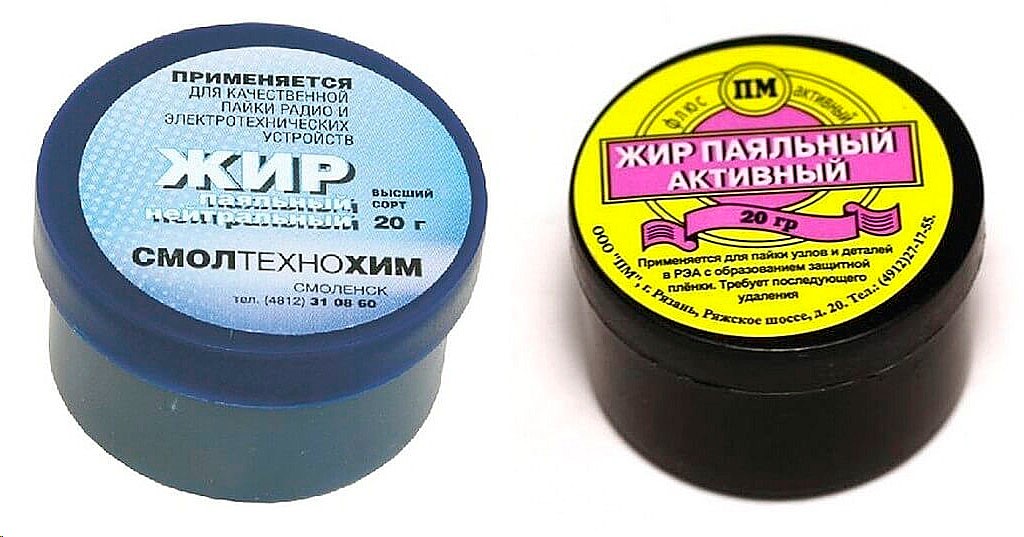 ПРИМЕНЯЕТСЯ
ДЛЯ КАЧЕСТВЕННОЙ
ПАЙКИ РАДИО И
ЭЛЕКТРОТЕХНИЧЕСКИХ
УСТРОЙСТВ
ЖИР
паяльный
нейтральный
ВЫСШИЙ
СОРТ
20 г
СМОЛТЕХНОХИМ
СМОЛЕНСК
тел. (4812) 31 08 60
ПМ
флюс активный
ЖИР ПАЯЛЬНЫЙ
АКТИВНЫЙ
20 гр
Применяется для пайки узлов и деталей
в РЭА с образованием защитной
плёнки. Требует последующего
удаления
ООО "ПМ", г. Рязань, Ряжское шоссе, д. 20. Тел.: (4912)27-17-55.